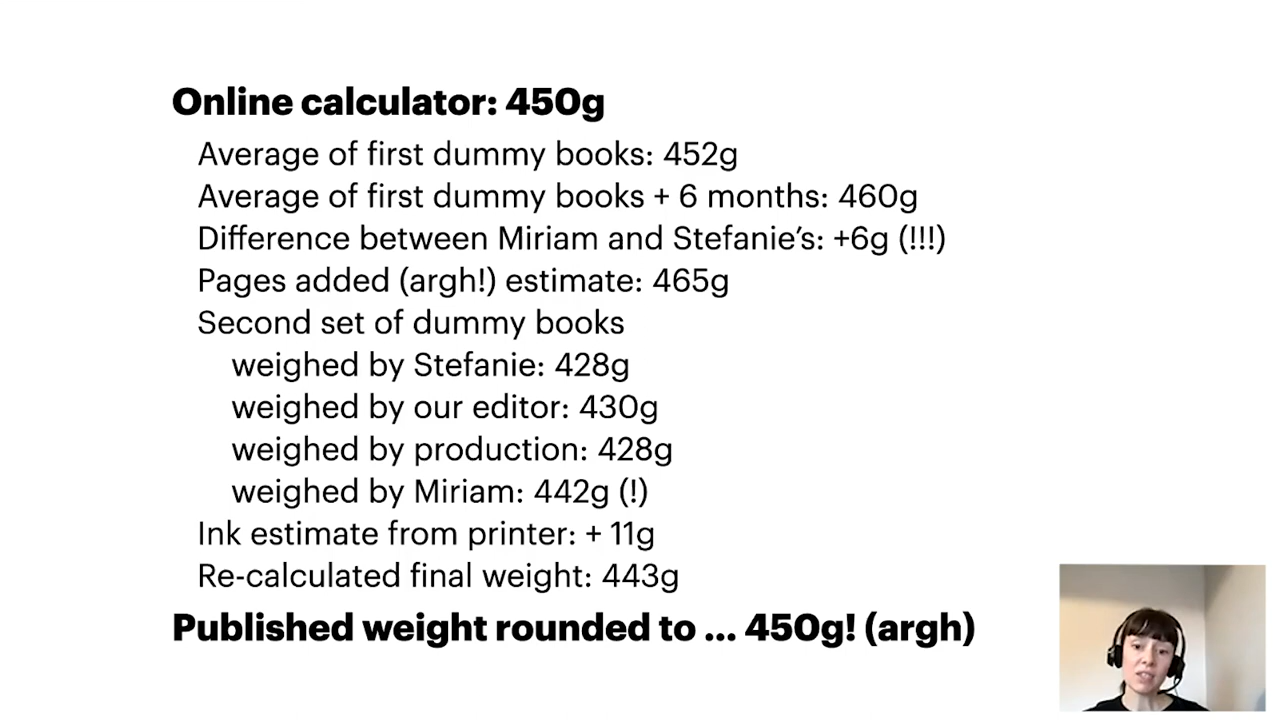 Online calculator: 450g
Average of first dummy books: 452g
Average of first dummy books + 6 months: 460g
Difference between Miriam and Stefanie’s: +6g (!!!)
Pages added (argh!) estimate: 465g
Second set of dummy books
weighed by Stefanie: 428g
weighed by our editor: 430g
weighed by production: 428g
weighed by Miriam: 442g (!)
Ink estimate from printer: + 11g
Re-calculated final weight: 443g
Published weight rounded to ... 450g! (argh)